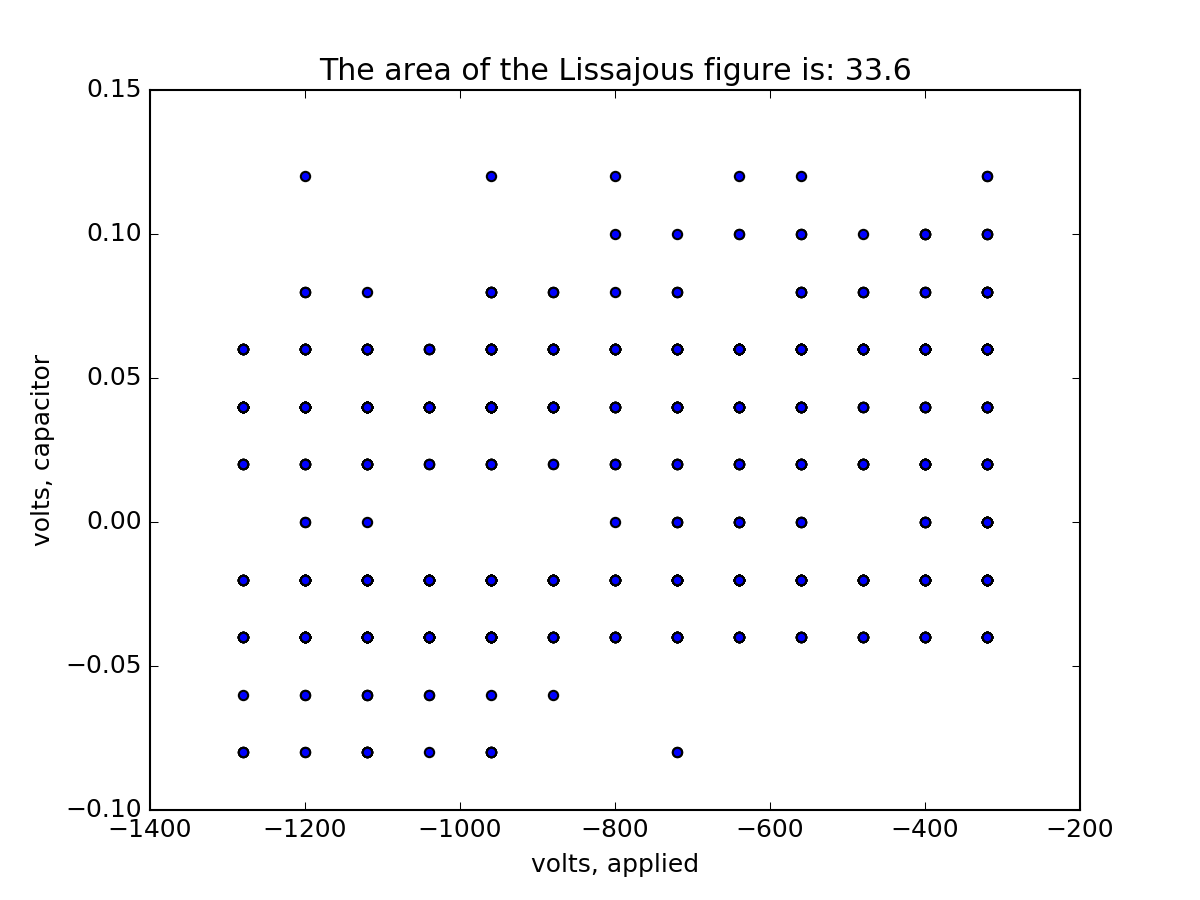 The area of the Lissajous figure is: 33.6
0.15
0.10
0.05
0.00
−0.05
−0.10
−1400 −1200 −1000 −800 −600 −400 −200
volts, applied
volts, capacitor